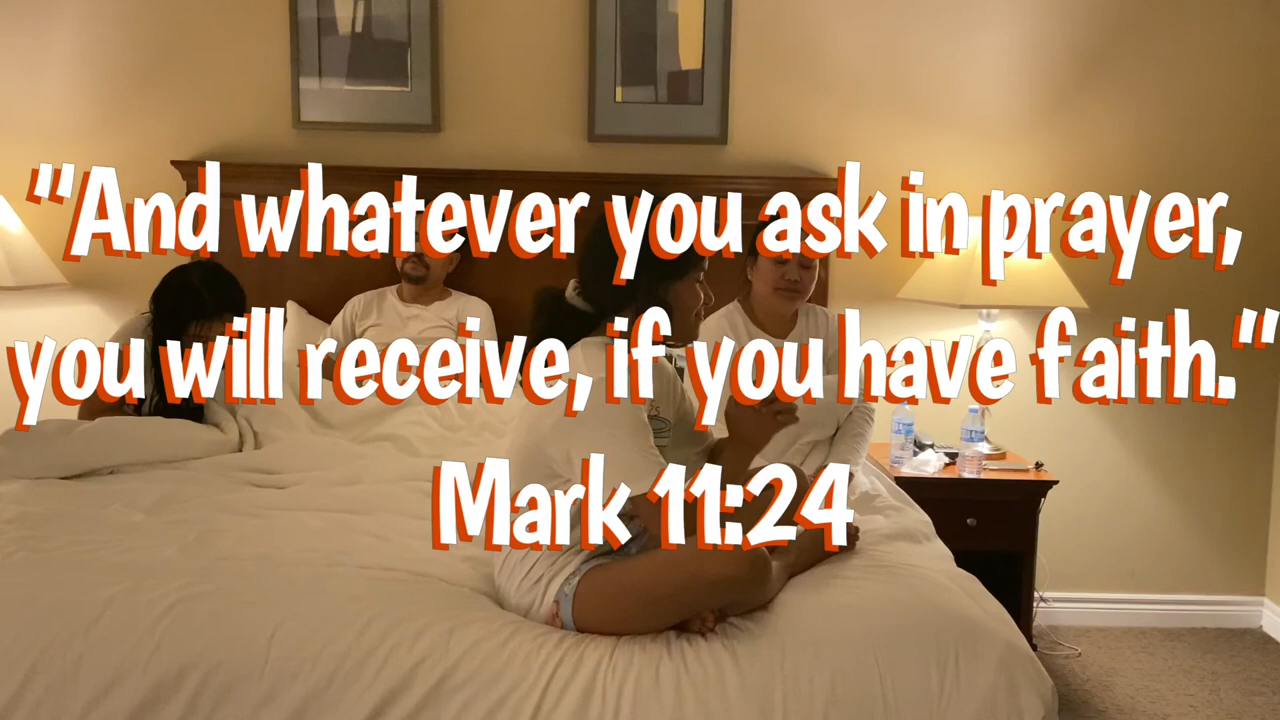 “And whatever you ask in prayer,
you will receive, if you have faith.”
Mark 11:24